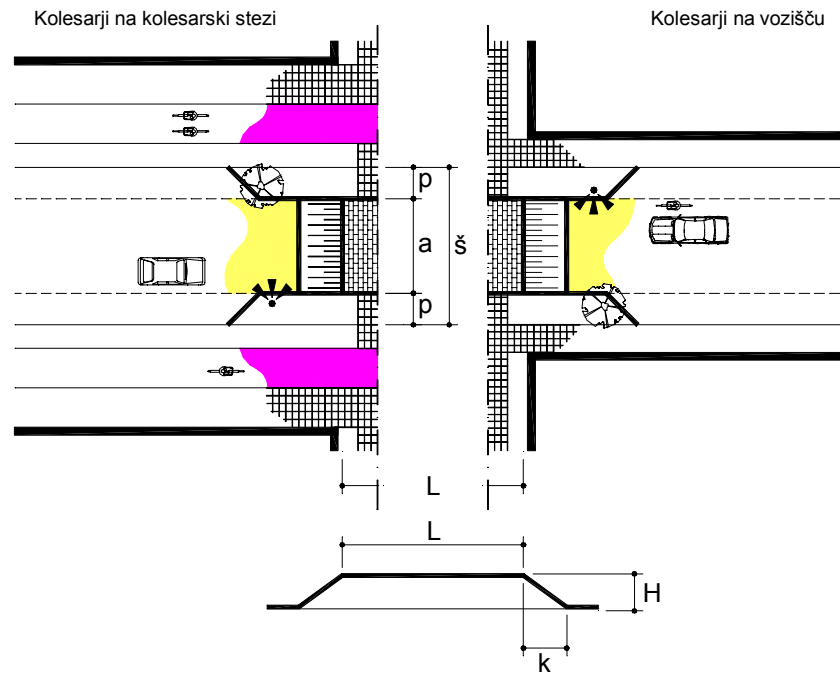 Kolesarji na kolesarski stezi
Kolesarji na vozišču
p
a
š
p
L
L
H
k